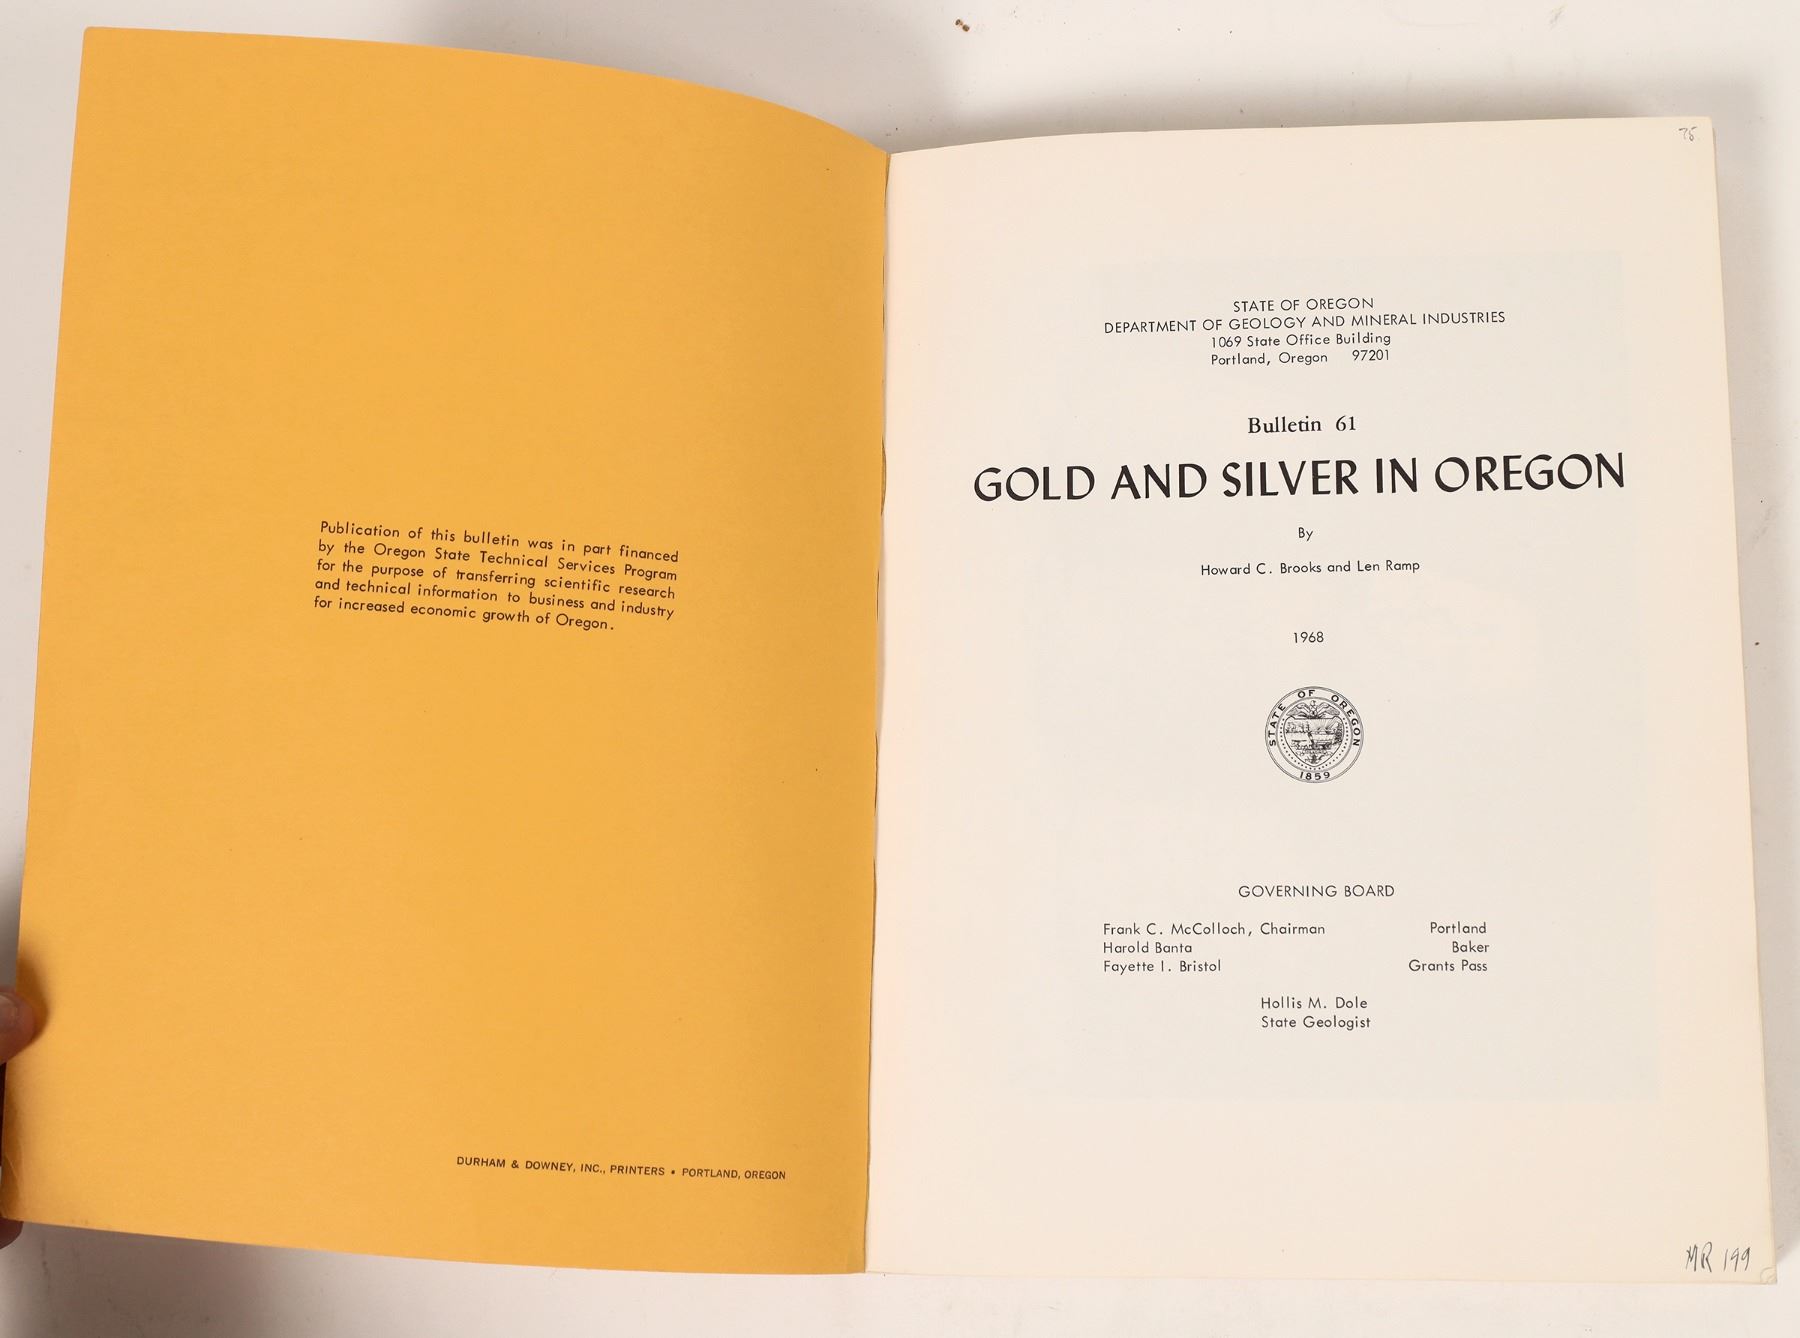 Publication of this bulletin was in part financed
by the Oregon State Technical Services Program
for the purpose of transferring scientific research
and technical information to business and industry
for increased economic growth of Oregon.
DURHAM & DOWNEY, INC., PRINTERS • PORTLAND, OREGON
75.
STATE OF OREGON
DEPARTMENT OF GEOLOGY AND MINERAL INDUSTRIES
1069 State Office Building
Portland, Oregon 97201
Bulletin 61
GOLD AND SILVER IN OREGON
By
Howard C. Brooks and Len Ramp
1968
STATE OF OREGON
1859
GOVERNING BOARD
Frank C. McColloch, Chairman Portland
Harold Banta Baker
Fayette I. Bristol Grants Pass
Hollis M. Dole
State Geologist
MR 199